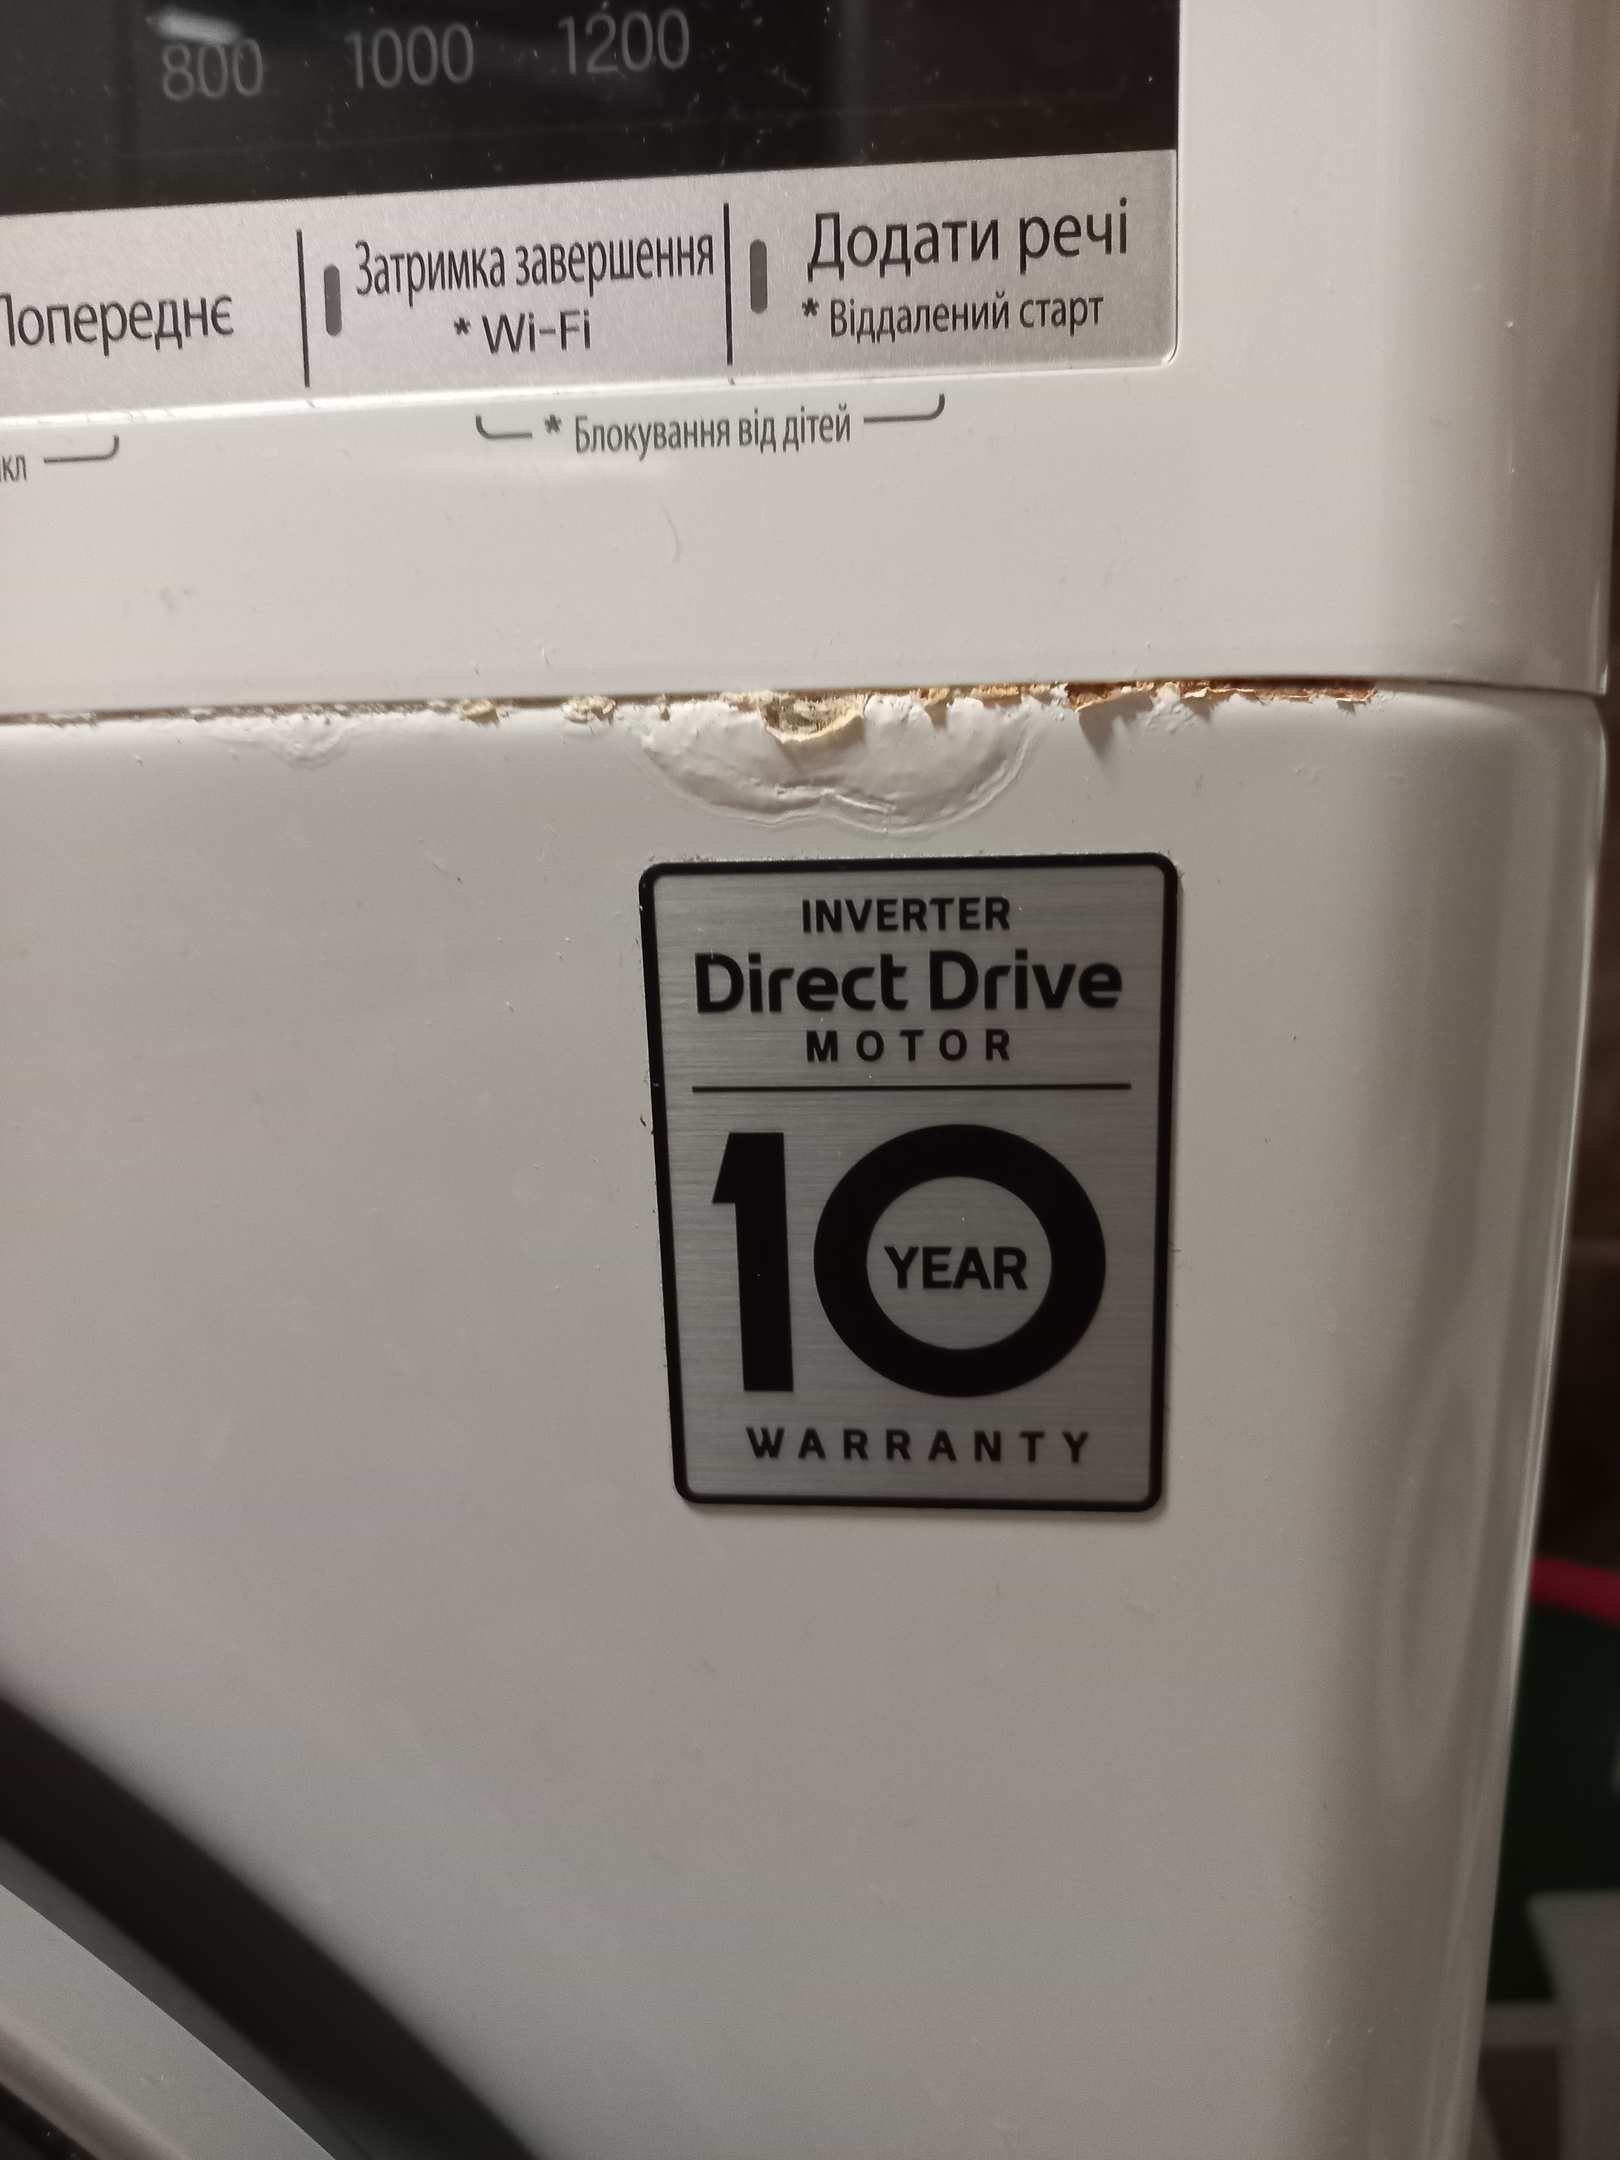 800 1000 1200
Попереднє
Затримка завершення
* Wi-Fi
Додати речі
* Віддалений старт
* Блокування від дітей
INVERTER
Direct Drive
MOTOR
10
YEAR
WARRANTY